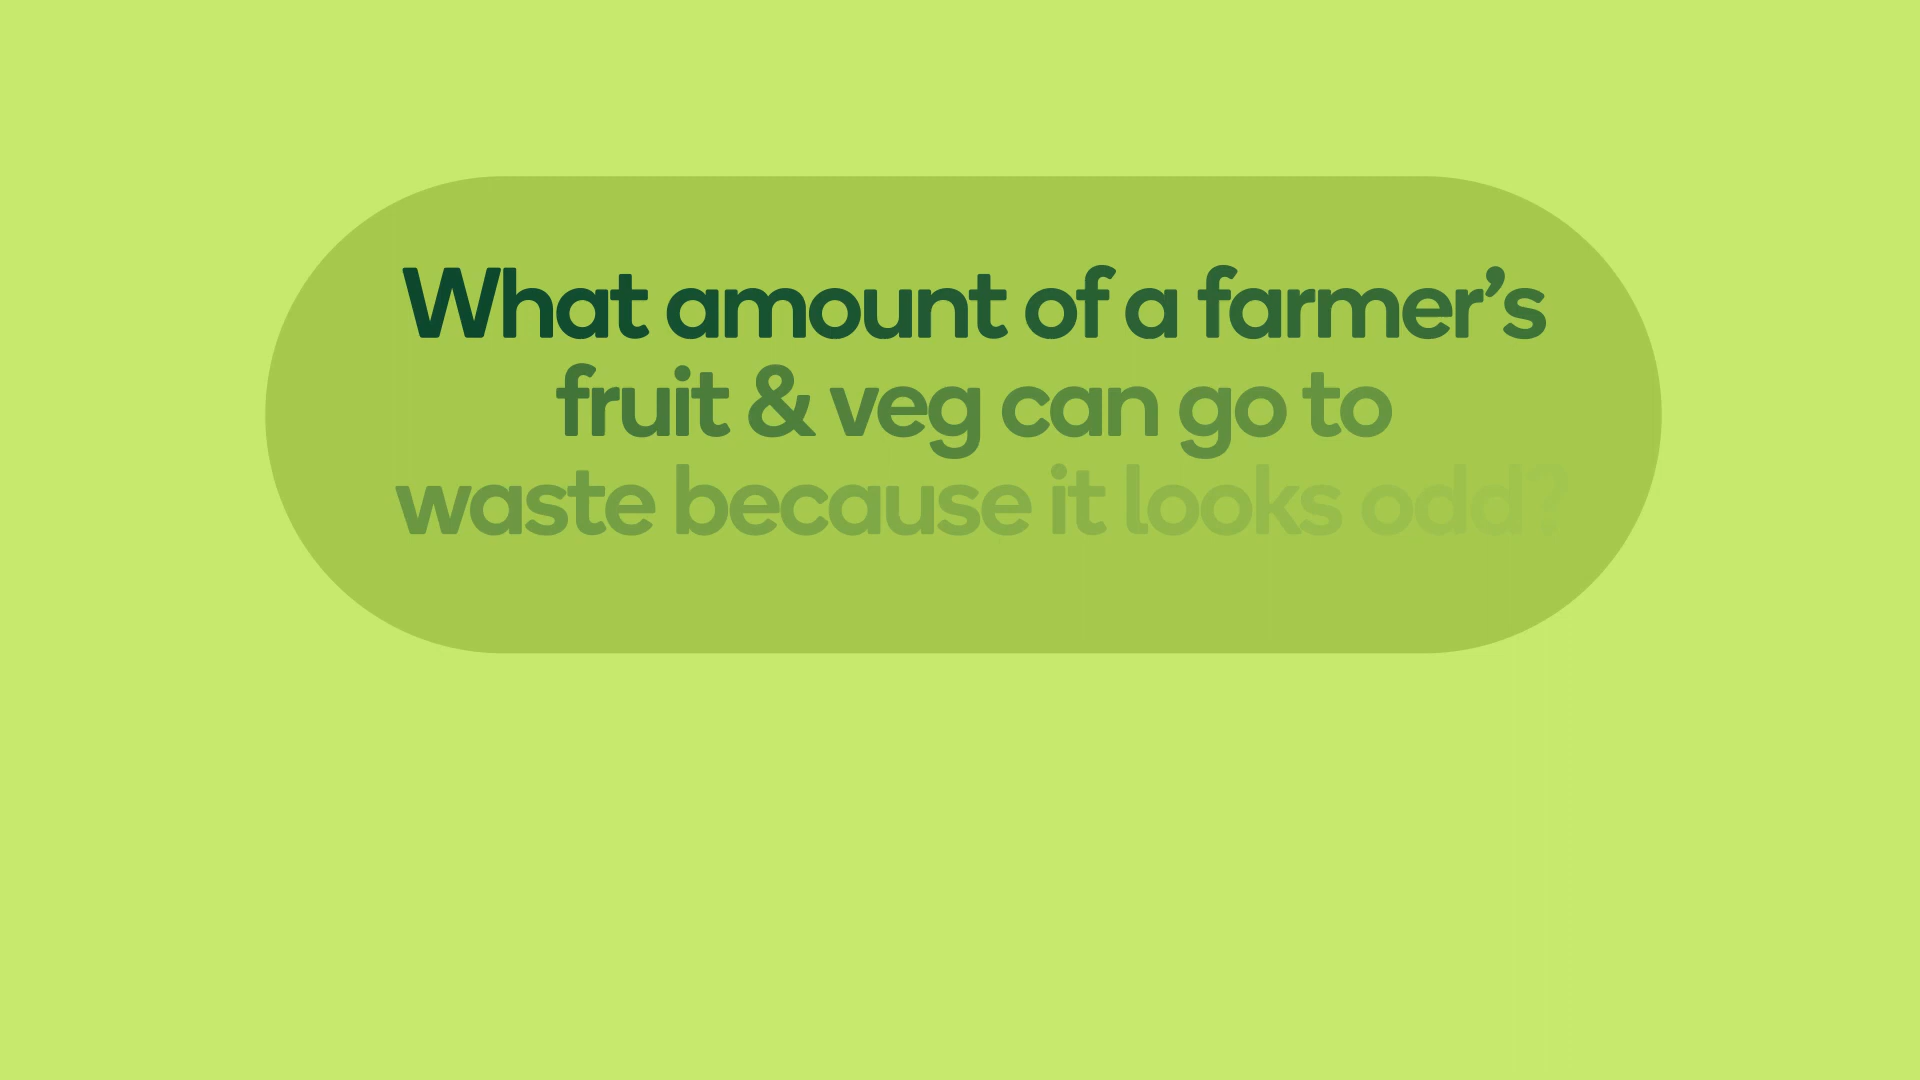 What amount of a farmer’s
fruit & veg can go to
waste because it looks odd?